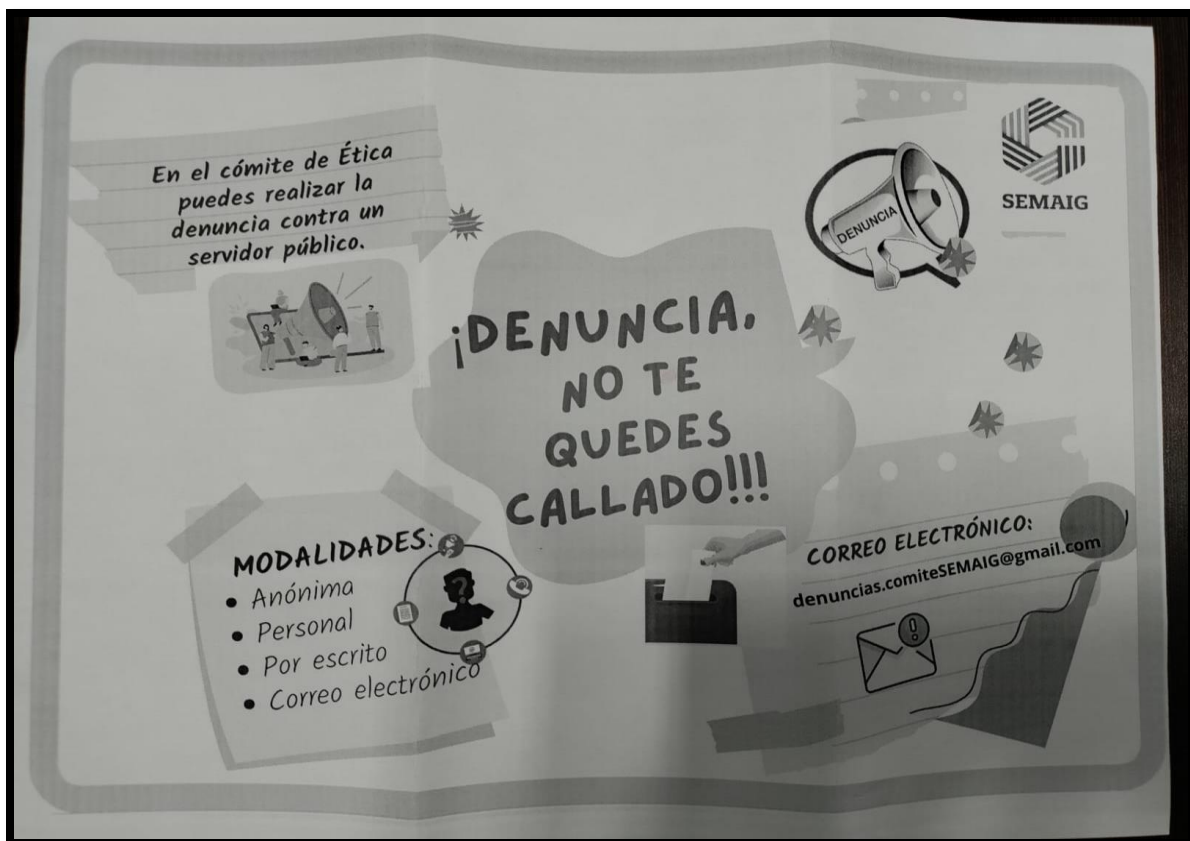 En el cómite de Ética
puedes realizar la
denuncia contra un
servidor público.
DENUNCIA
SEMAIG
¡DENUNCIA,
NO TE
QUEDES
CALLADO!!!
MODALIDADES:
• Anónima
• Personal
• Por escrito
• Correo electrónico
?
CORREO ELECTRÓNICO:
denuncias.comiteSEMAIG@gmail.com
!